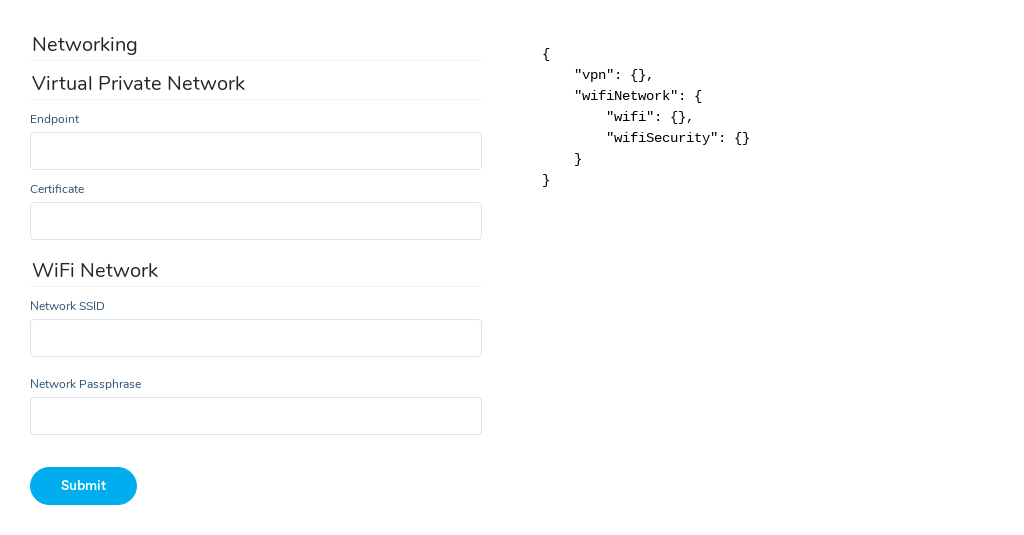 Networking
Virtual Private Network
Endpoint
Certificate
WiFi Network
Network SSID
Network Passphrase
Submit
{
    "vpn": {},
    "wifiNetwork": {
        "wifi": {},
        "wifiSecurity": {}
    }
}